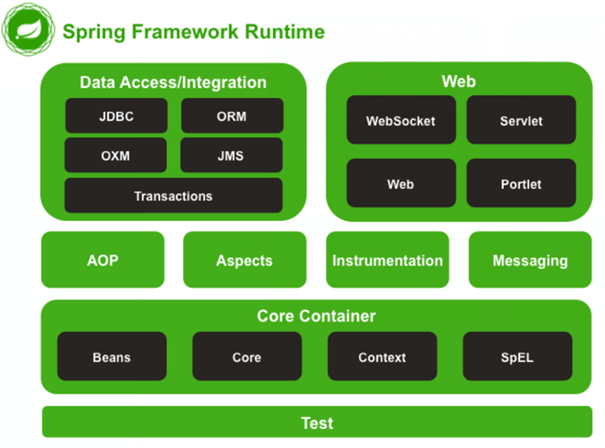 Spring Framework Runtime
Data Access/Integration
JDBC
ORM
OXM
JMS
Transactions
Web
WebSocket
Servlet
Web
Portlet
AOP
Aspects
Instrumentation
Messaging
Core Container
Beans
Core
Context
SpEL
Test